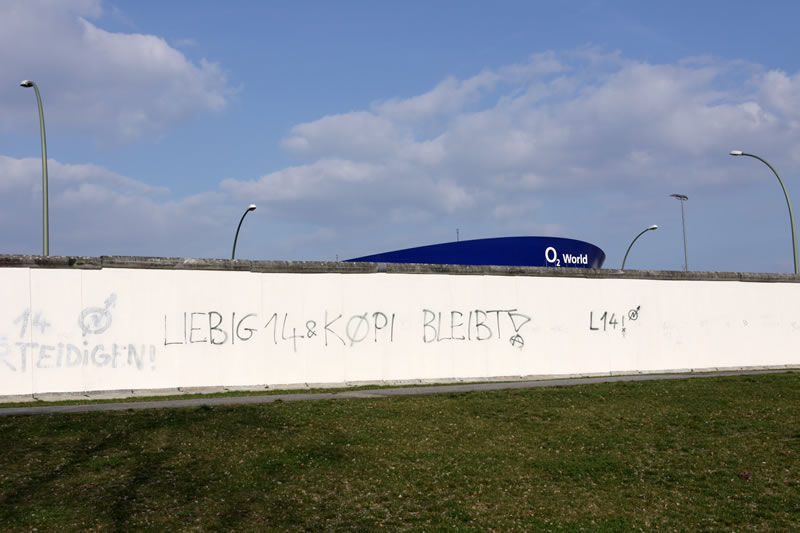 O2 World
14
RTEIDIGEN!
LIEBIG 14 & KØPI BLEIBT!
L14!